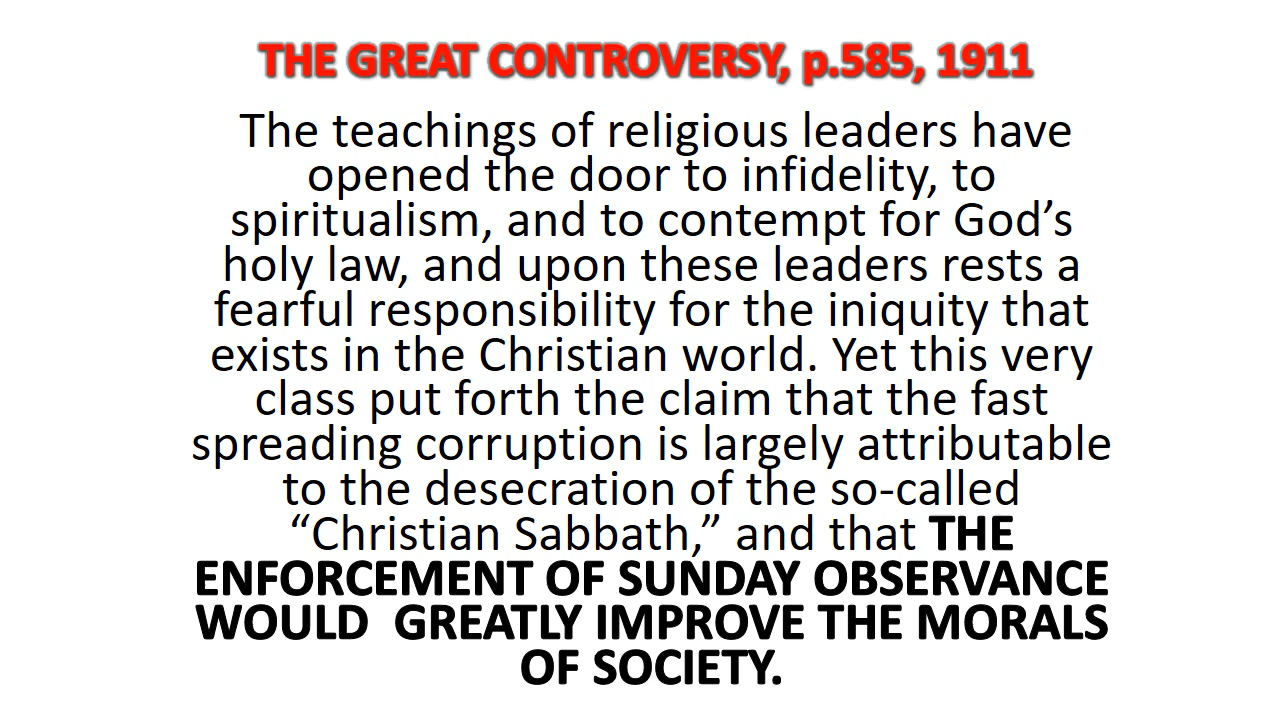 THE GREAT CONTROVERSY, p.585, 1911
The teachings of religious leaders have
opened the door to infidelity, to
spiritualism, and to contempt for God’s
holy law, and upon these leaders rests a
fearful responsibility for the iniquity that
exists in the Christian world. Yet this very
class put forth the claim that the fast
spreading corruption is largely attributable
to the desecration of the so-called
“Christian Sabbath,” and that THE
ENFORCEMENT OF SUNDAY OBSERVANCE
WOULD  GREATLY IMPROVE THE MORALS
OF SOCIETY.